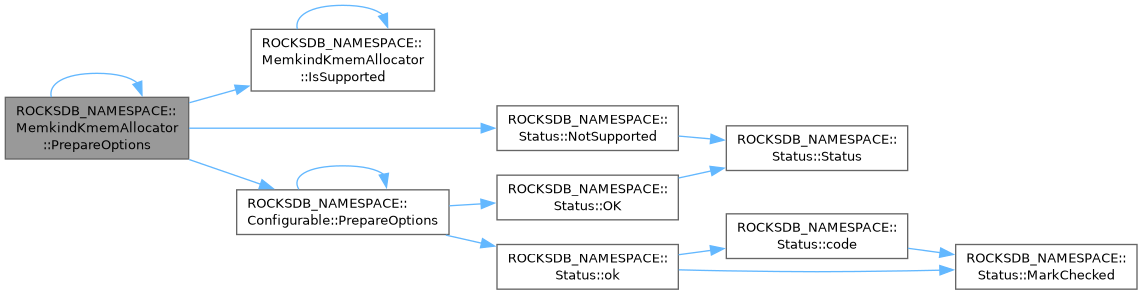 ROCKSDB_NAMESPACE::
MemkindKmemAllocator
::PrepareOptions
ROCKSDB_NAMESPACE::
MemkindKmemAllocator
::IsSupported
ROCKSDB_NAMESPACE::
Status::NotSupported
ROCKSDB_NAMESPACE::
Configurable::PrepareOptions
ROCKSDB_NAMESPACE::
Status::Status
ROCKSDB_NAMESPACE::
Status::OK
ROCKSDB_NAMESPACE::
Status::ok
ROCKSDB_NAMESPACE::
Status::code
ROCKSDB_NAMESPACE::
Status::MarkChecked